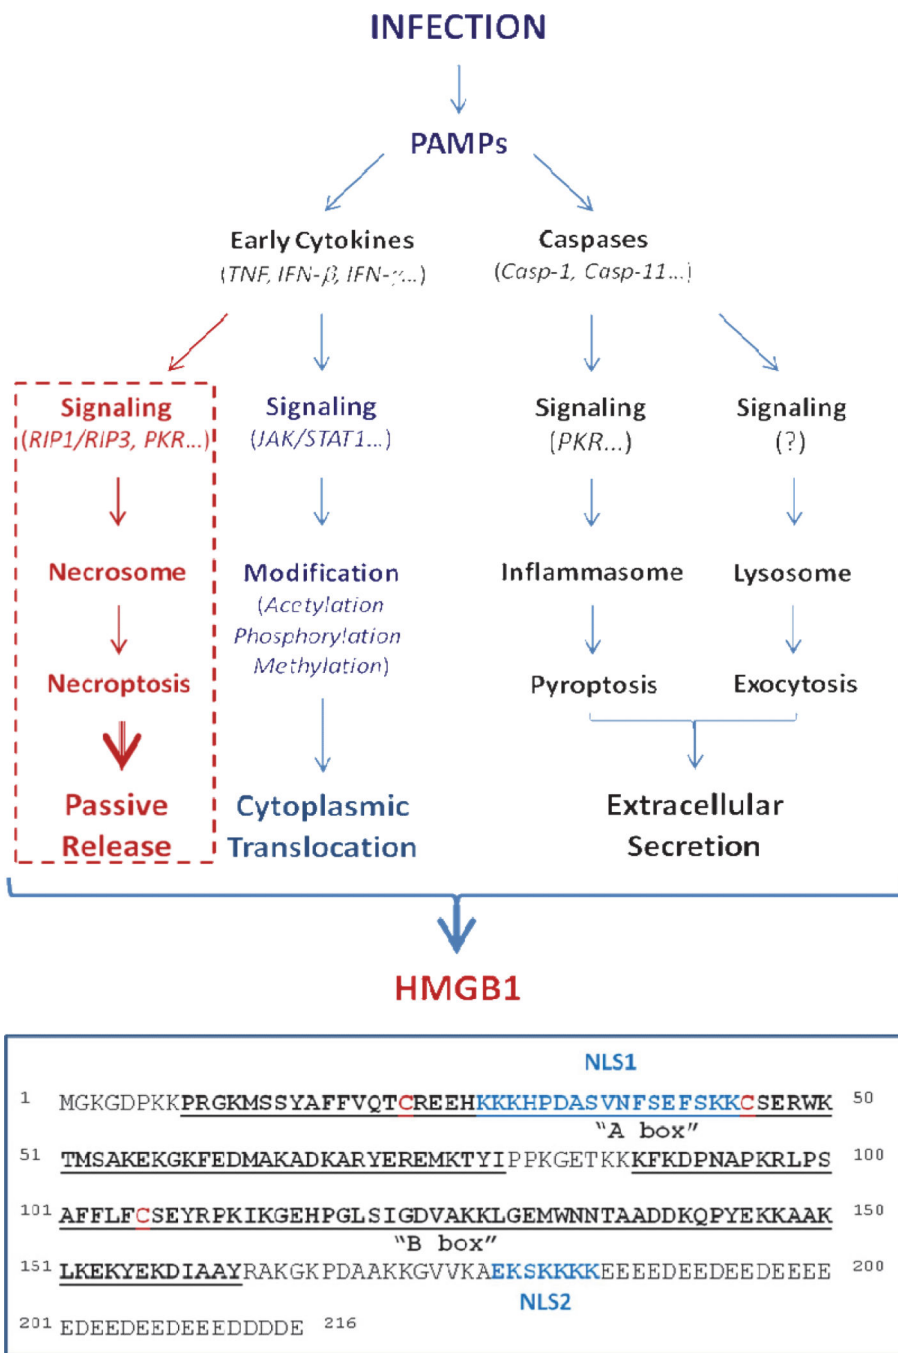 INFECTION
PAMPs
Early Cytokines
(TNF, IFN-β, IFN-γ...)
Caspases
(Casp-1, Casp-11...)
Signaling
(RIP1/RIP3, PKR...)
Signaling
(JAK/STAT1...)
Signaling
(PKR...)
Signaling
(?)
Necrosome
Modification
(Acetylation
Phosphorylation
Methylation)
Inflammasome
Lysosome
Necroptosis
Pyroptosis
Exocytosis
Passive
Release
Cytoplasmic
Translocation
Extracellular
Secretion
HMGB1
NLS1
1 MGKGDPKKPRGKMSSYAFFVQTCREEHKKKHPDASVNFSEFSKKCSERWK 50
"A box"
51 TMSAKEKGKFEDMAKADKARYEREMKTYIPPKGETKKKFKDPNAPKRLPS 100
101 AFFLFCSEYRPKIKGEHPGLSIGDVAKKLGEMWNNTAADDKQPYEKKAAK 150
"B box"
151 LKEKYEKDIAAYRAKGKPDAAKKGVVKAEKSKKKKEEEEDEEDEEDEEEE 200
NLS2
201 EDEEDEEDEEEDDDDE 216